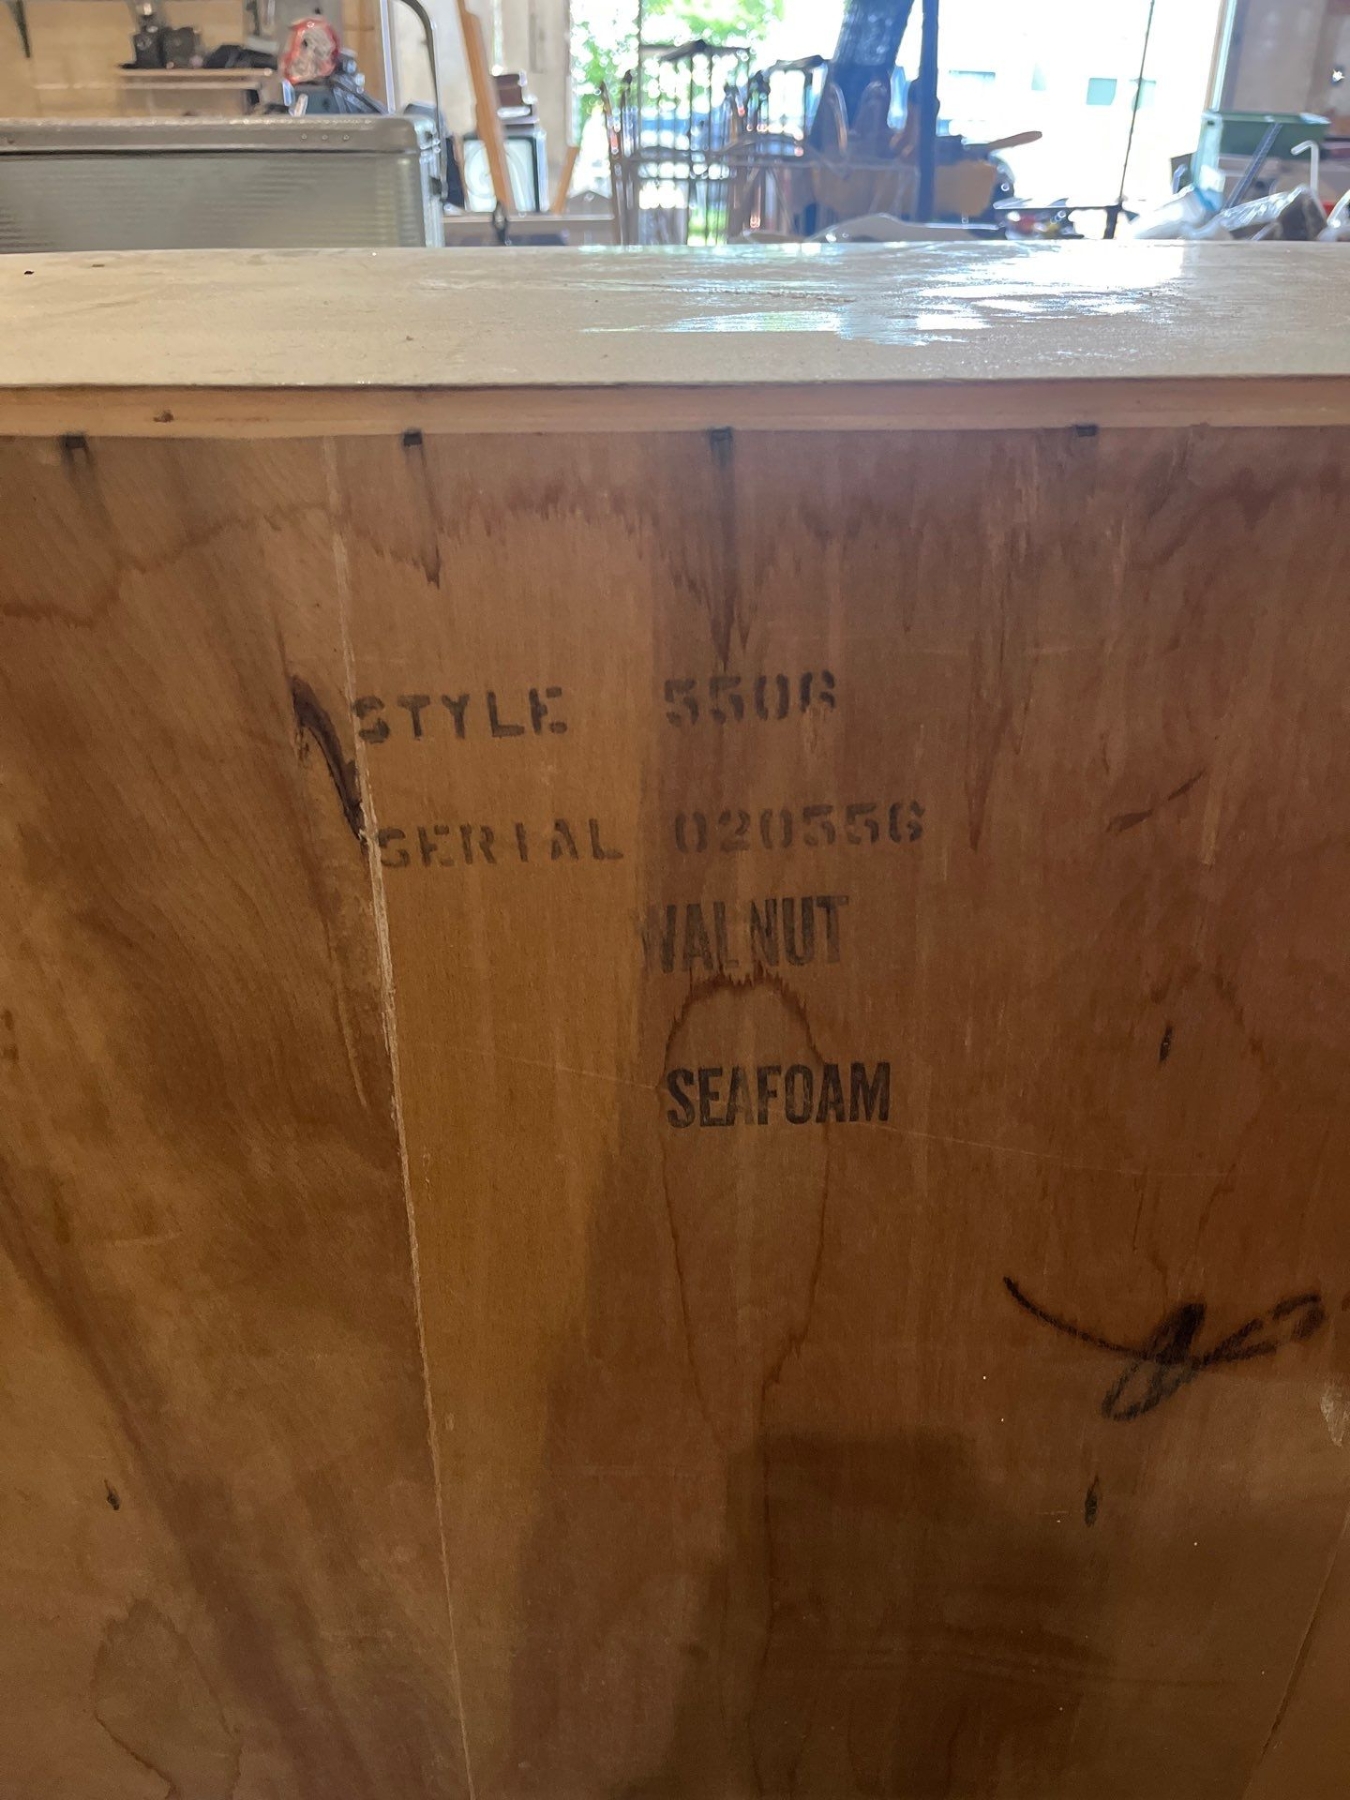 STYLE 5506
SERIAL 020556
WALNUT
SEAFOAM